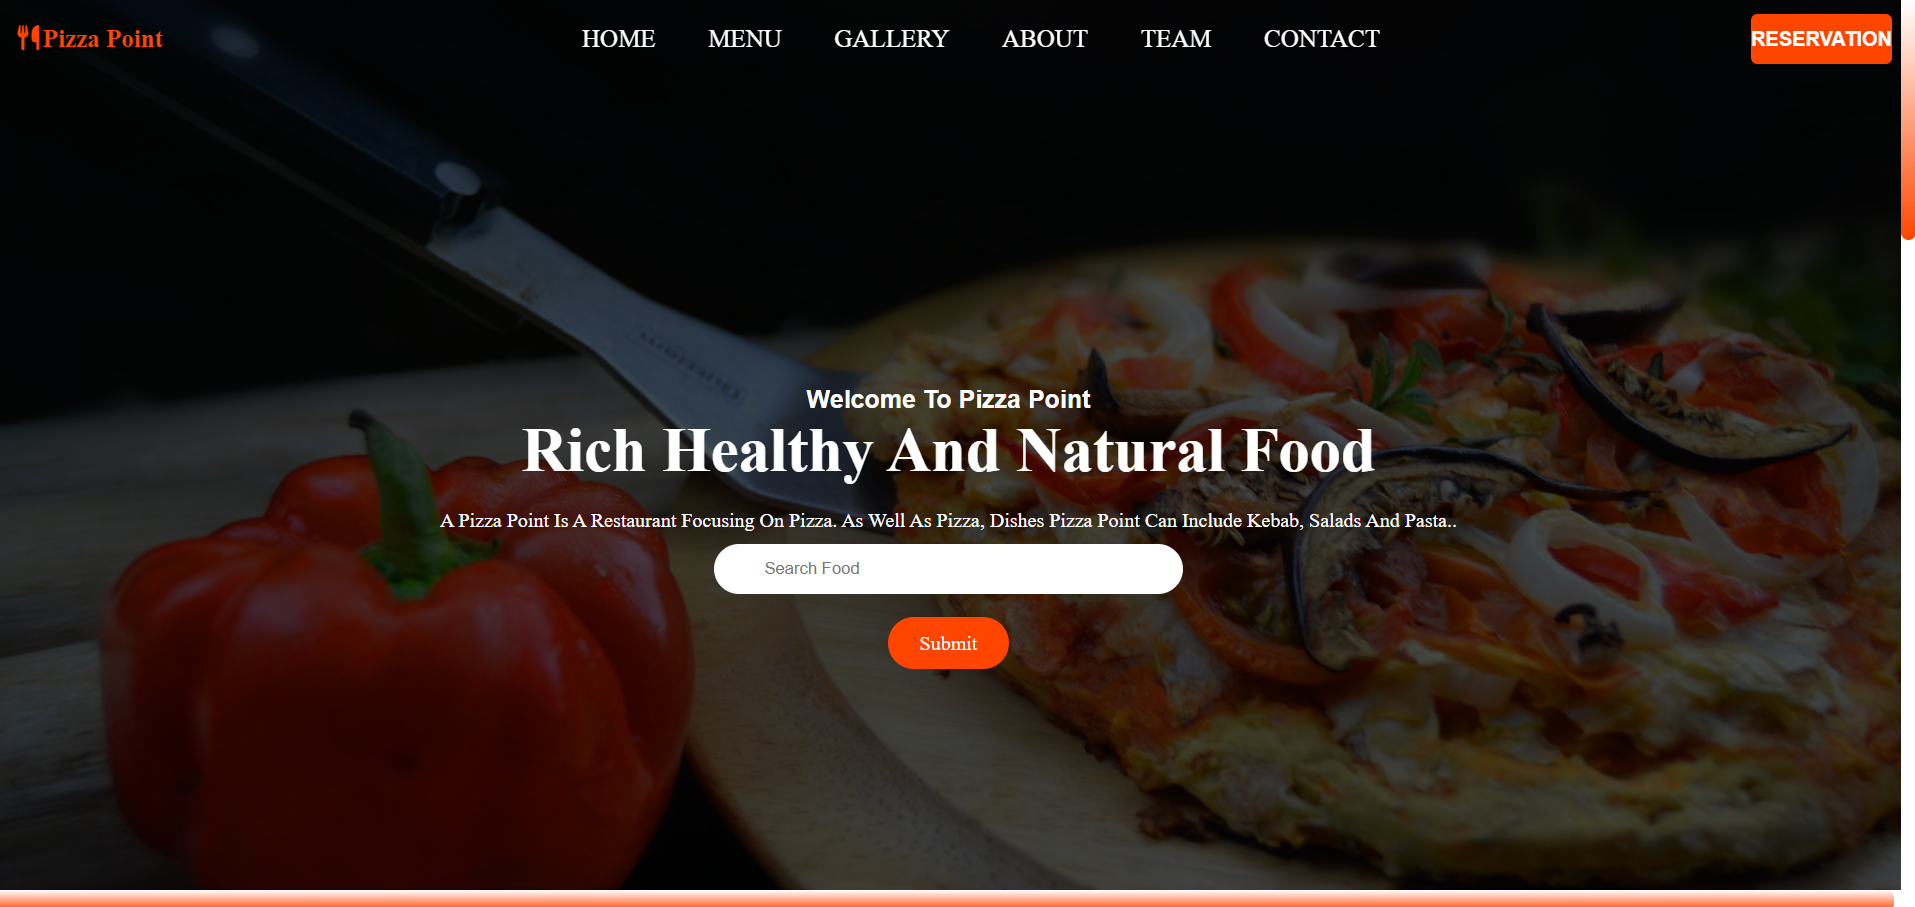 Pizza Point
HOME MENU GALLERY ABOUT TEAM CONTACT
RESERVATION
Welcome To Pizza Point
Rich Healthy And Natural Food
A Pizza Point Is A Restaurant Focusing On Pizza. As Well As Pizza, Dishes Pizza Point Can Include Kebab, Salads And Pasta..
Search Food
Submit